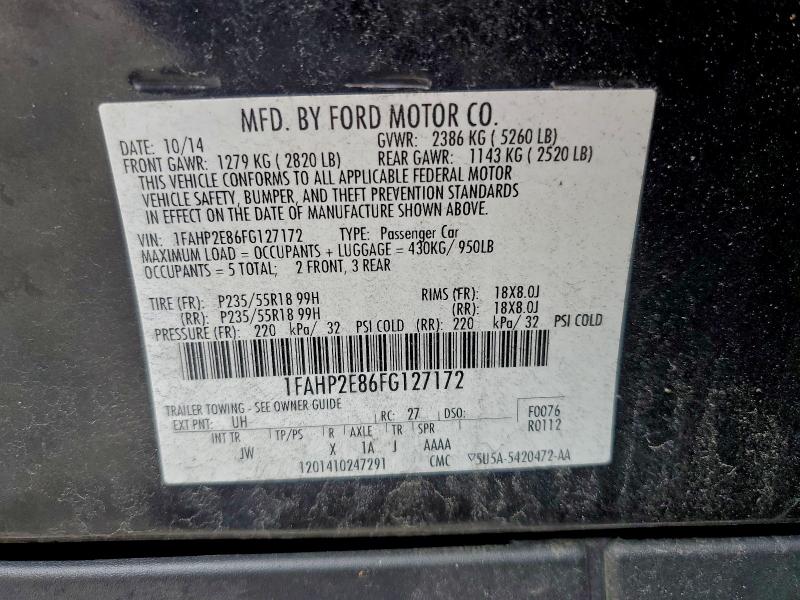 MFD. BY FORD MOTOR CO.
DATE: 10/14 GVWR: 2386 KG ( 5260 LB)
FRONT GAWR: 1279 KG ( 2820 LB) REAR GAWR: 1143 KG ( 2520 LB)
THIS VEHICLE CONFORMS TO ALL APPLICABLE FEDERAL MOTOR
VEHICLE SAFETY, BUMPER, AND THEFT PREVENTION STANDARDS
IN EFFECT ON THE DATE OF MANUFACTURE SHOWN ABOVE.
VIN: 1FAHP2E86FG127172 TYPE: Passenger Car
MAXIMUM LOAD = OCCUPANTS + LUGGAGE = 430KG/ 950LB
OCCUPANTS = 5 TOTAL; 2 FRONT, 3 REAR
TIRE (FR): P235/55R18 99H RIMS (FR): 18X8.0J
(RR): P235/55R18 99H (RR): 18X8.0J
PRESSURE (FR): 220 kPa/ 32 PSI COLD (RR): 220 kPa/ 32 PSI COLD
1FAHP2E86FG127172
TRAILER TOWING - SEE OWNER GUIDE
EXT PNT: UH RC: 27 DSO: F0076
R0112
INT TR TP/PS R AXLE TR SPR
JW X 1A J AAAA
1201410247291 CMC ▽5U5A-5420472-AA